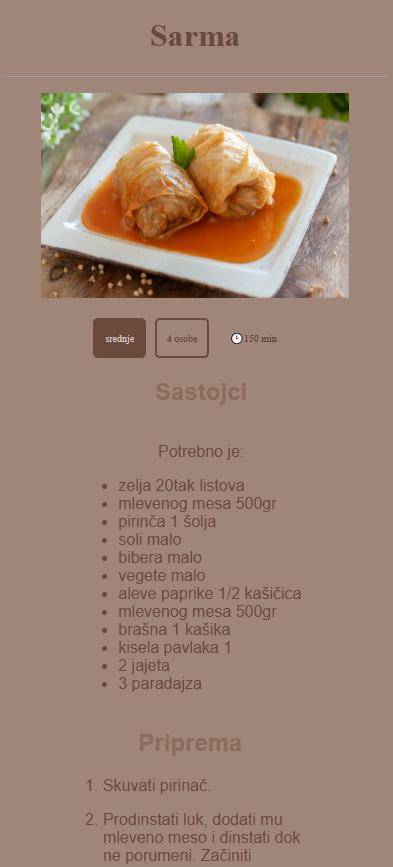 Sarma
srednje
4 osobe
150 min
Sastojci
Potrebno je:
zelja 20tak listova
mlevenog mesa 500gr
pirinča 1 šolja
soli malo
bibera malo
vegete malo
aleve paprike 1/2 kašičica
mlevenog mesa 500gr
brašna 1 kašika
kisela pavlaka 1
2 jajeta
3 paradajza
Priprema
1. Skuvati pirinač.
2. Prodinstati luk, dodati mu
mleveno meso i dinstati dok
ne porumeni. Začiniti